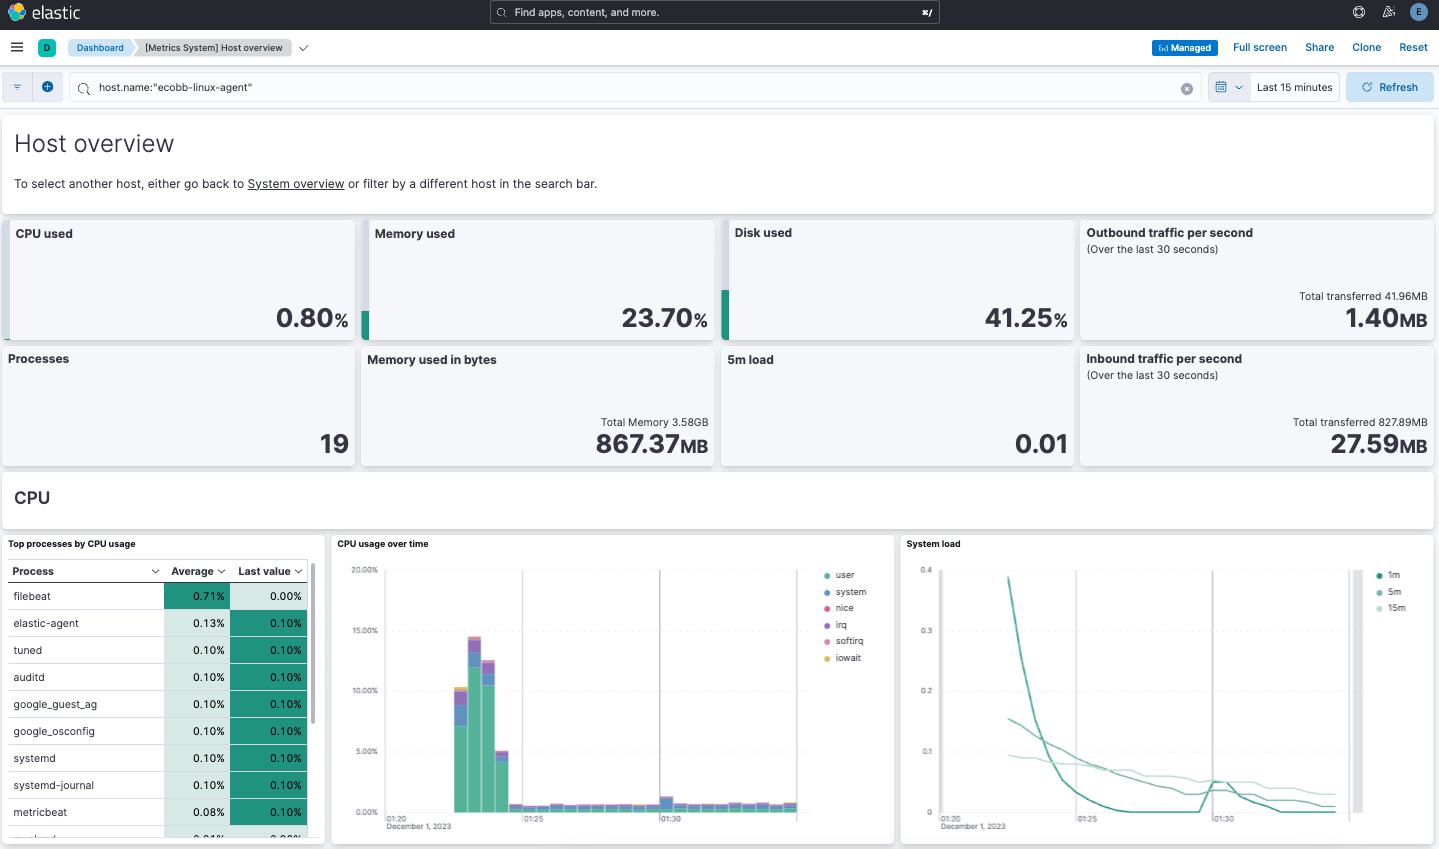 elastic
Find apps, content, and more.
⌘/
E
D
Dashboard
[Metrics System] Host overview
Managed
Full screen
Share
Clone
Reset
host.name:"ecobb-linux-agent"
Last 15 minutes
Refresh
Host overview
To select another host, either go back to System overview or filter by a different host in the search bar.
CPU used
0.80%
Memory used
23.70%
Disk used
41.25%
Outbound traffic per second
(Over the last 30 seconds)
Total transferred 41.96MB
1.40MB
Processes
19
Memory used in bytes
Total Memory 3.58GB
867.37MB
5m load
0.01
Inbound traffic per second
(Over the last 30 seconds)
Total transferred 827.89MB
27.59MB
CPU
Top processes by CPU usage
Process Average Last value
filebeat 0.71% 0.00%
elastic-agent 0.13% 0.10%
tuned 0.10% 0.10%
auditd 0.10% 0.10%
google_guest_ag 0.10% 0.10%
google_osconfig 0.10% 0.10%
systemd 0.10% 0.10%
systemd-journal 0.10% 0.10%
metricbeat 0.08% 0.10%
CPU usage over time
20.00%
15.00%
10.00%
5.00%
0.00%
01:20
01:25
01:30
December 1, 2023
user
system
nice
irq
softirq
iowait
System load
0.4
0.3
0.2
0.1
0
01:20
01:25
01:30
December 1, 2023
1m
5m
15m